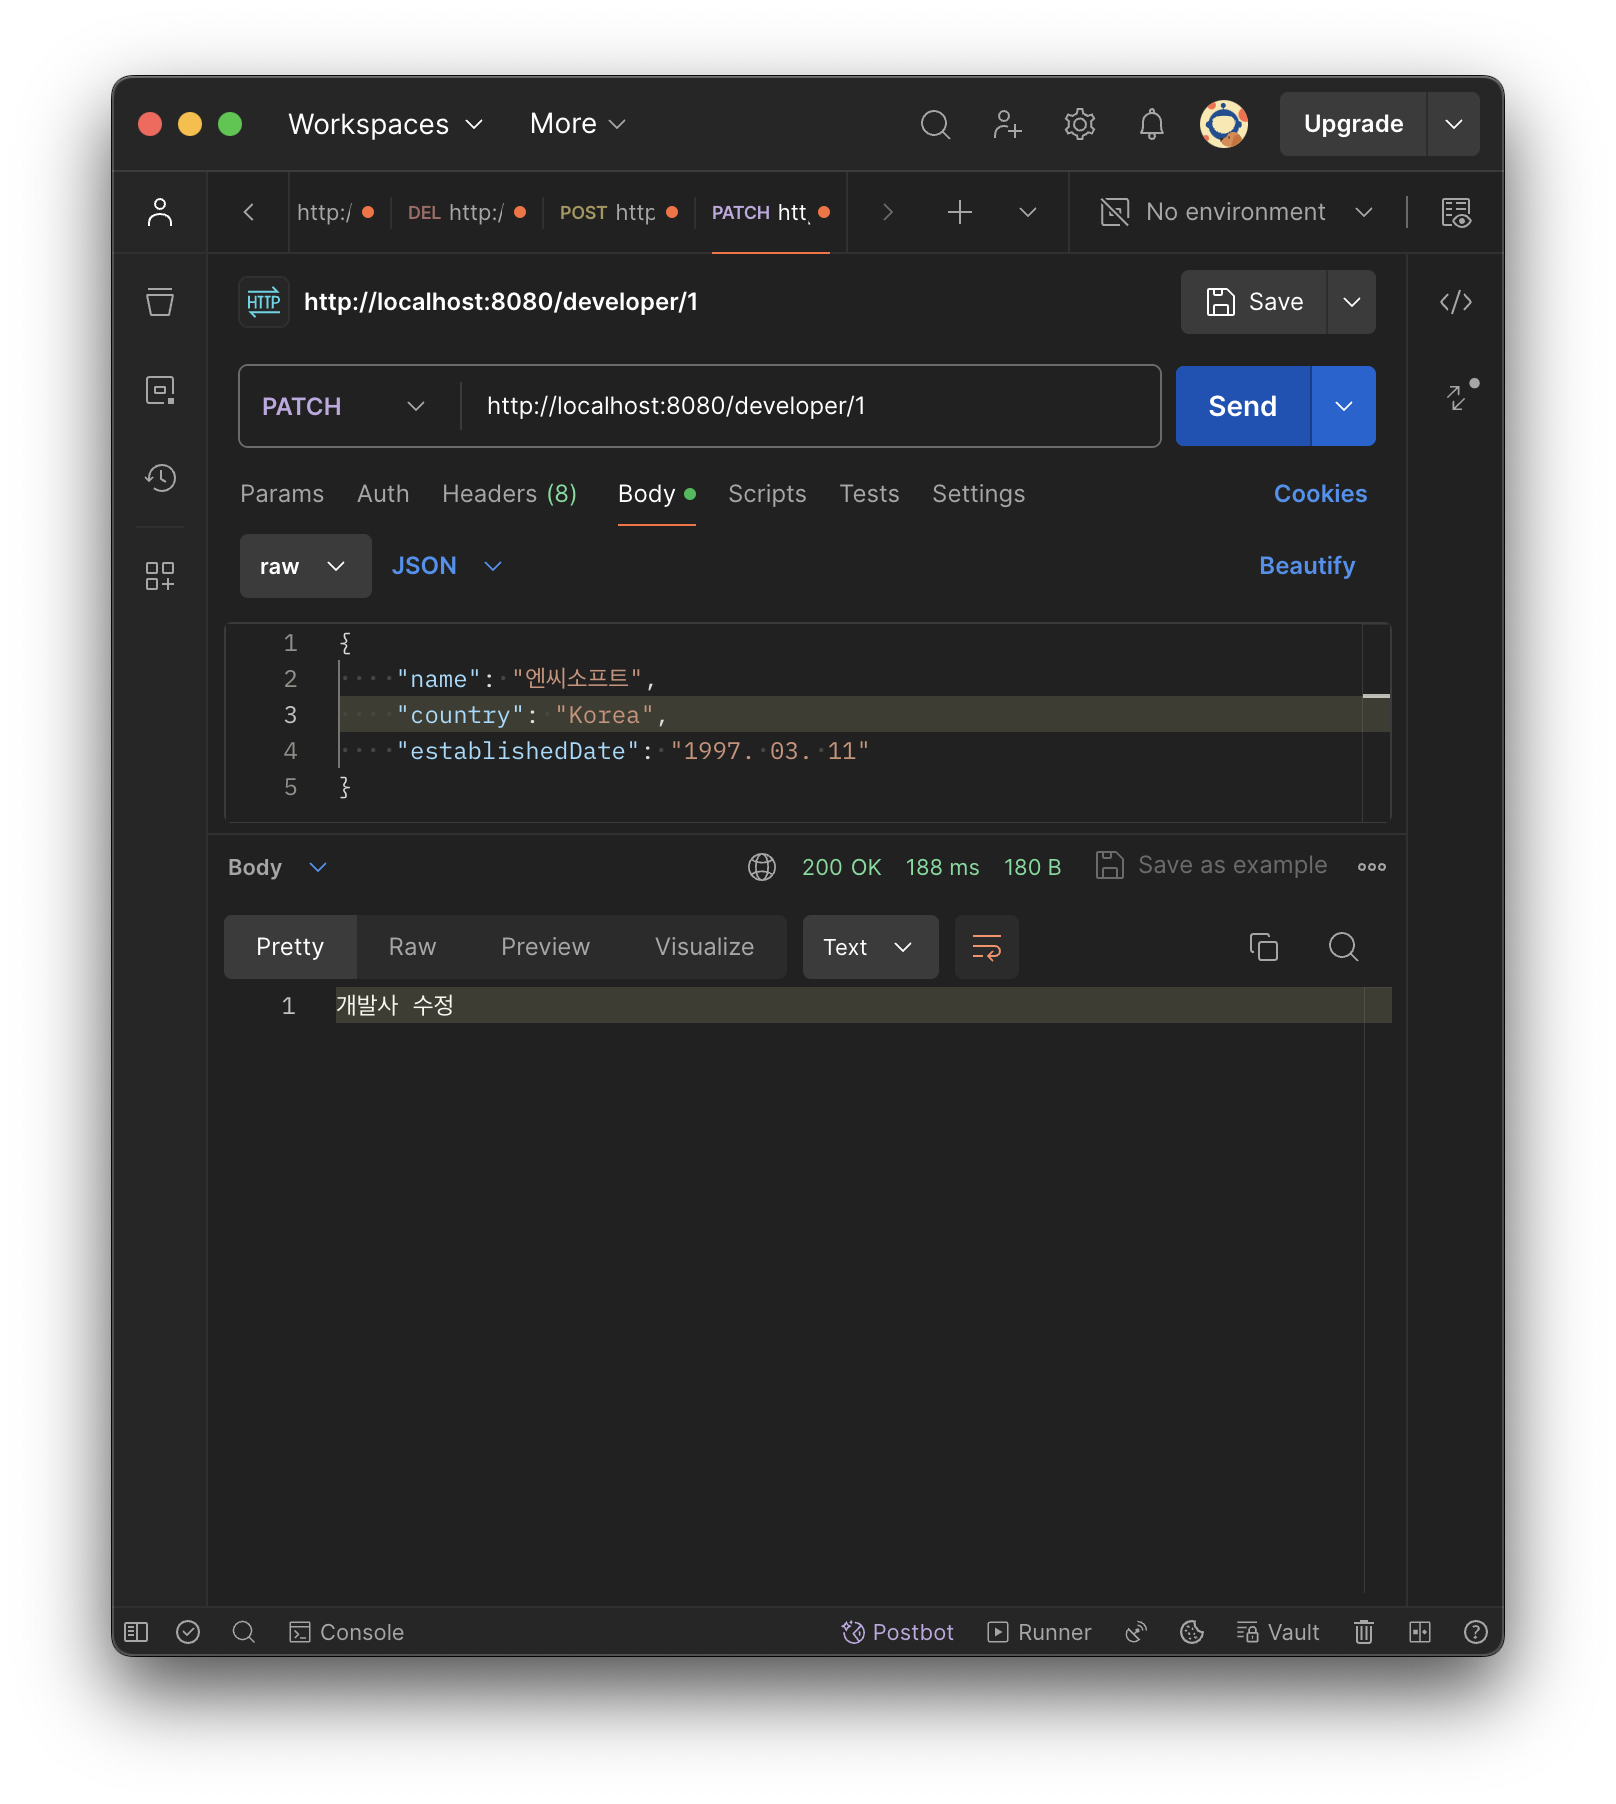 Workspaces More Upgrade
http:/ DEL http:/ POST http PATCH htt No environment
HTTP http://localhost:8080/developer/1 Save
PATCH http://localhost:8080/developer/1 Send
Params Auth Headers (8) Body Scripts Tests Settings Cookies
raw JSON Beautify
1 {
2 "name": "엔씨소프트",
3 "country": "Korea",
4 "establishedDate": "1997. 03. 11"
5 }
Body 200 OK 188 ms 180 B Save as example
Pretty Raw Preview Visualize Text
1 개발사 수정
Console Postbot Runner Vault